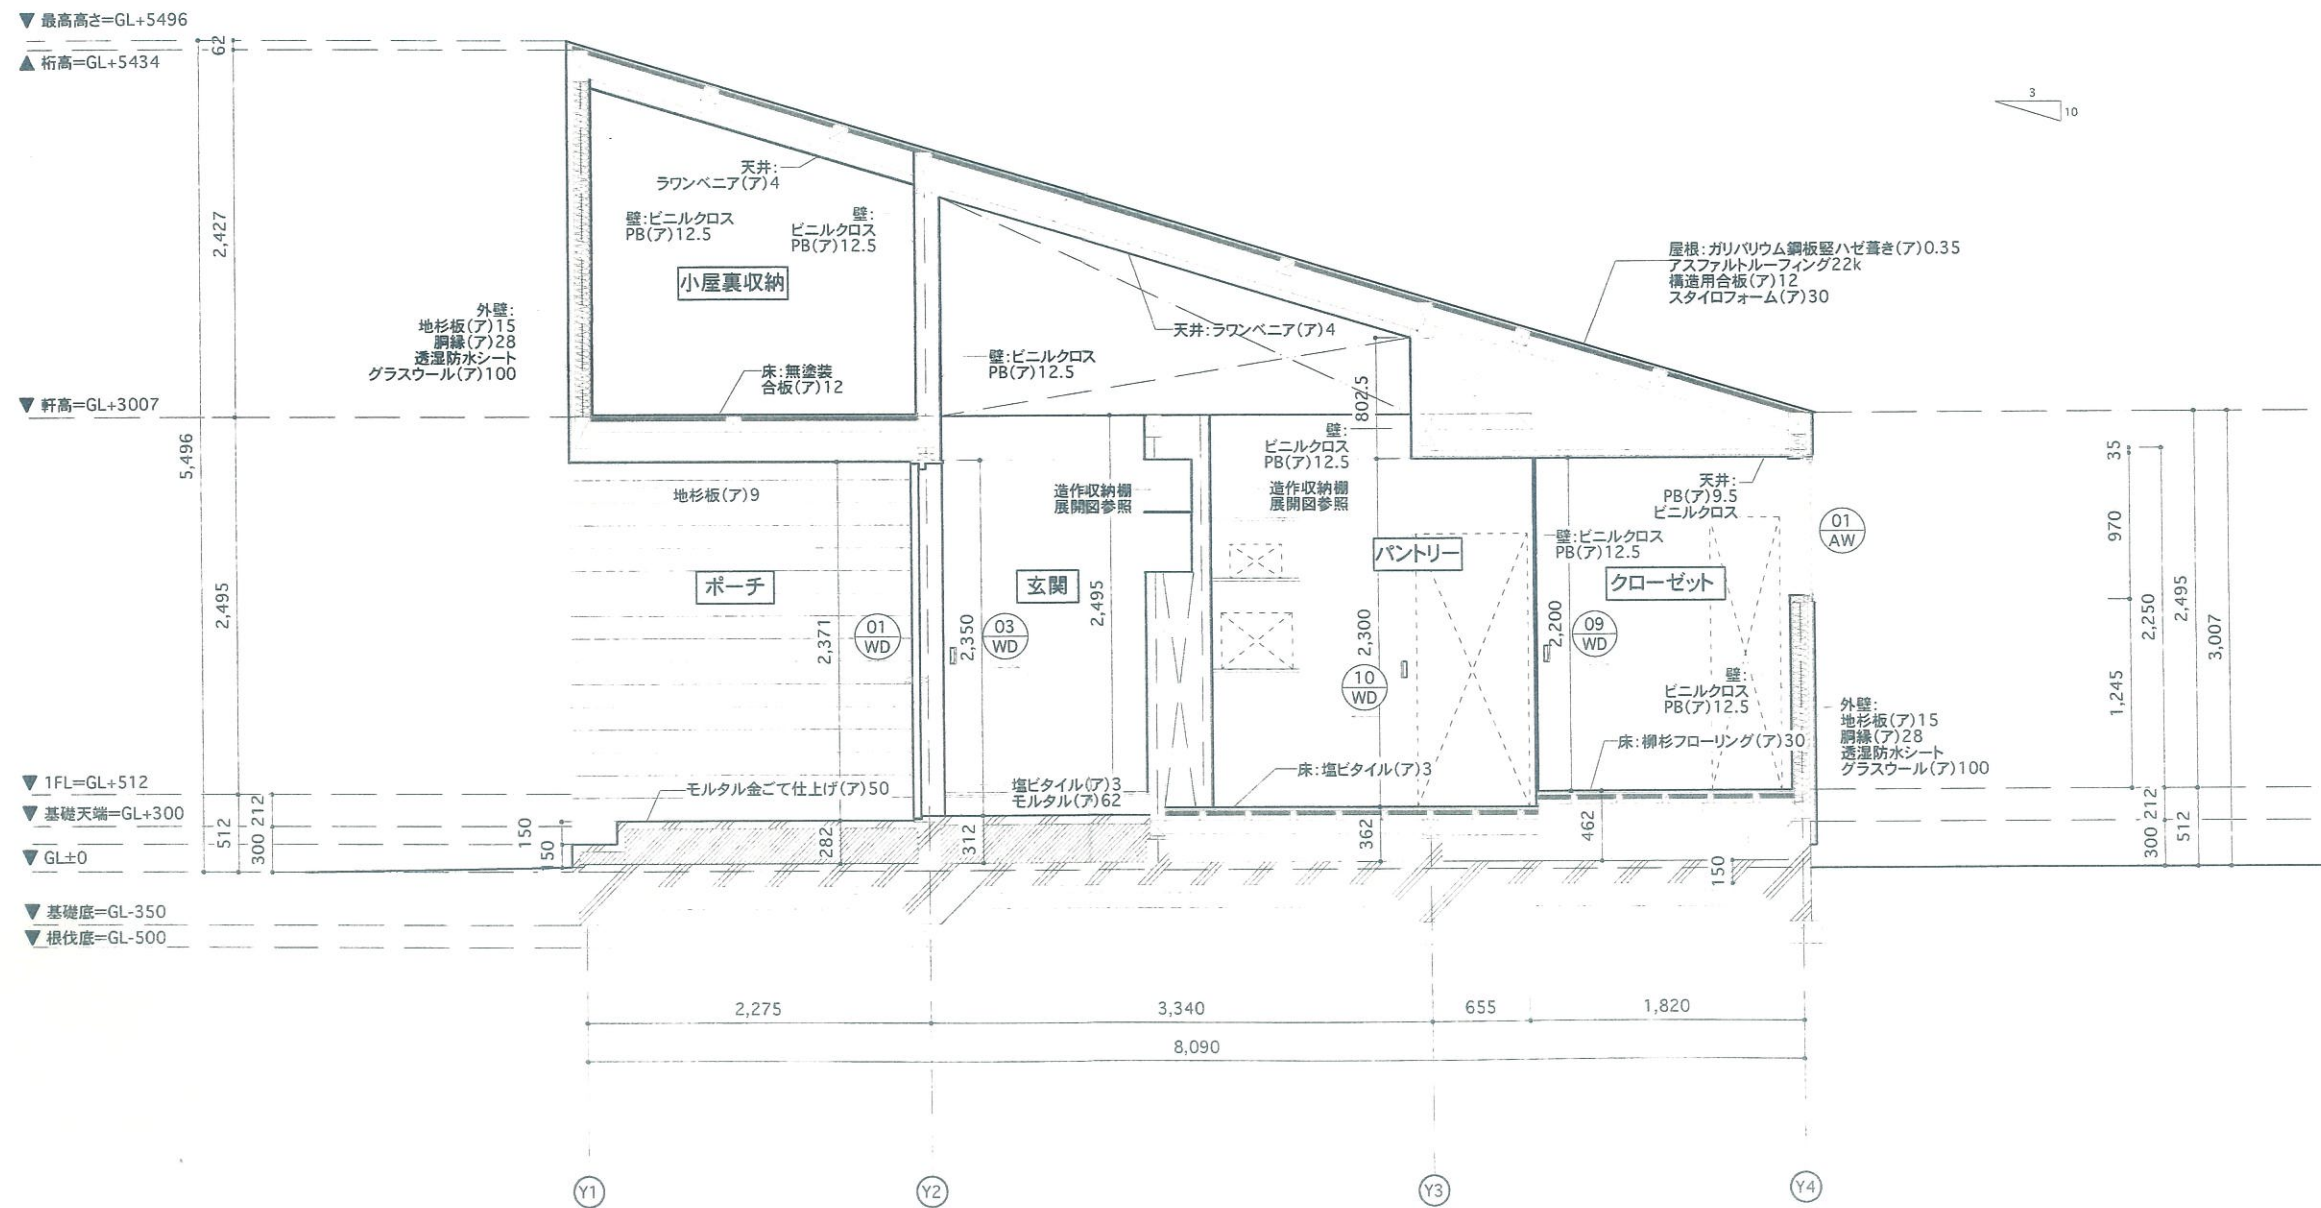 ▼ 最高高さ=GL+5496
62
▲ 桁高=GL+5434
3
10
2,427
天井:
ラワンベニア(ア)4
壁:ビニルクロス
PB(ア)12.5
壁:
ビニルクロス
PB(ア)12.5
小屋裏収納
屋根:ガリバリウム鋼板竪ハゼ葺き(ア)0.35
アスファルトルーフィング22k
構造用合板(ア)12
スタイロフォーム(ア)30
外壁:
地杉板(ア)15
胴縁(ア)28
透湿防水シート
グラスウール(ア)100
天井:ラワンベニア(ア)4
壁:ビニルクロス
PB(ア)12.5
床:無塗装
合板(ア)12
802.5
▼ 軒高=GL+3007
5,496
2,495
壁:
ビニルクロス
PB(ア)12.5
地杉板(ア)9
造作収納棚
展開図参照
造作収納棚
展開図参照
天井:
PB(ア)9.5
ビニルクロス
壁:ビニルクロス
PB(ア)12.5
01
AW
35
970
1,245
2,250
2,495
3,007
ポーチ
玄関
パントリー
クローゼット
2,371
01
WD
2,350
03
WD
2,495
2,300
10
WD
2,200
09
WD
壁:
ビニルクロス
PB(ア)12.5
外壁:
地杉板(ア)15
胴縁(ア)28
透湿防水シート
グラスウール(ア)100
床:柳杉フローリング(ア)30
床:塩ビタイル(ア)3
塩ビタイル(ア)3
モルタル(ア)62
モルタル金ごて仕上げ(ア)50
▼ 1FL=GL+512
▼ 基礎天端=GL+300
▼ GL±0
512
300
212
150
150
282
312
362
462
150
300
212
512
▼ 基礎底=GL-350
▼ 根伐底=GL-500
2,275
3,340
655
1,820
8,090
Y1
Y2
Y3
Y4